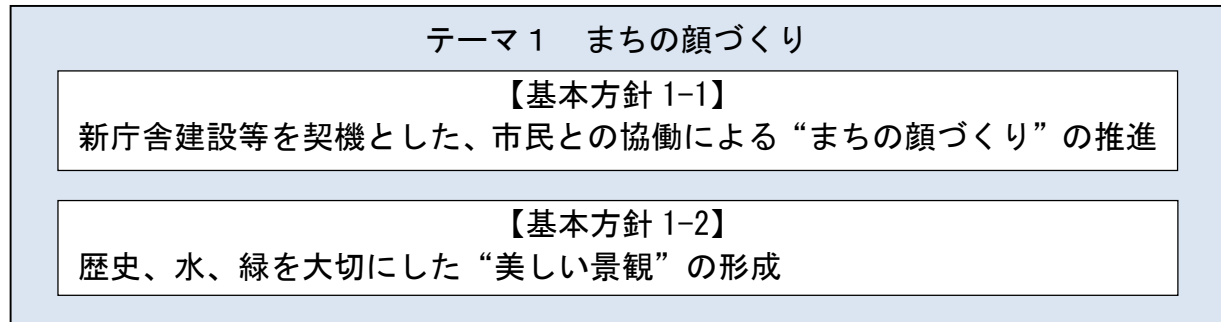 テーマ１　まちの顔づくり
【基本方針 1-1】
新庁舎建設等を契機とした、市民との協働による“まちの顔づくり”の推進
【基本方針 1-2】
歴史、水、緑を大切にした“美しい景観”の形成